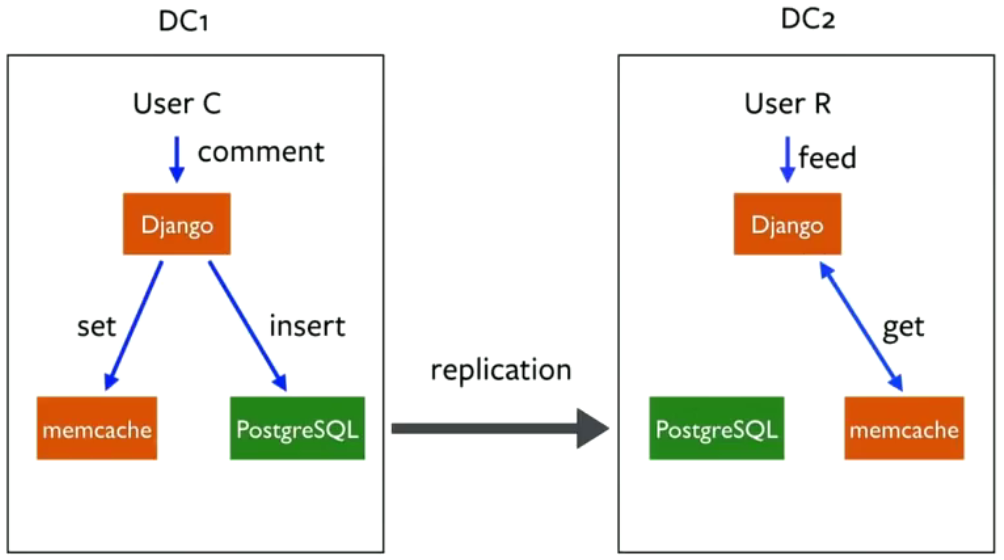 DC1
DC2
User C
comment
Django
set
insert
memcache
PostgreSQL
replication
User R
feed
Django
get
PostgreSQL
memcache